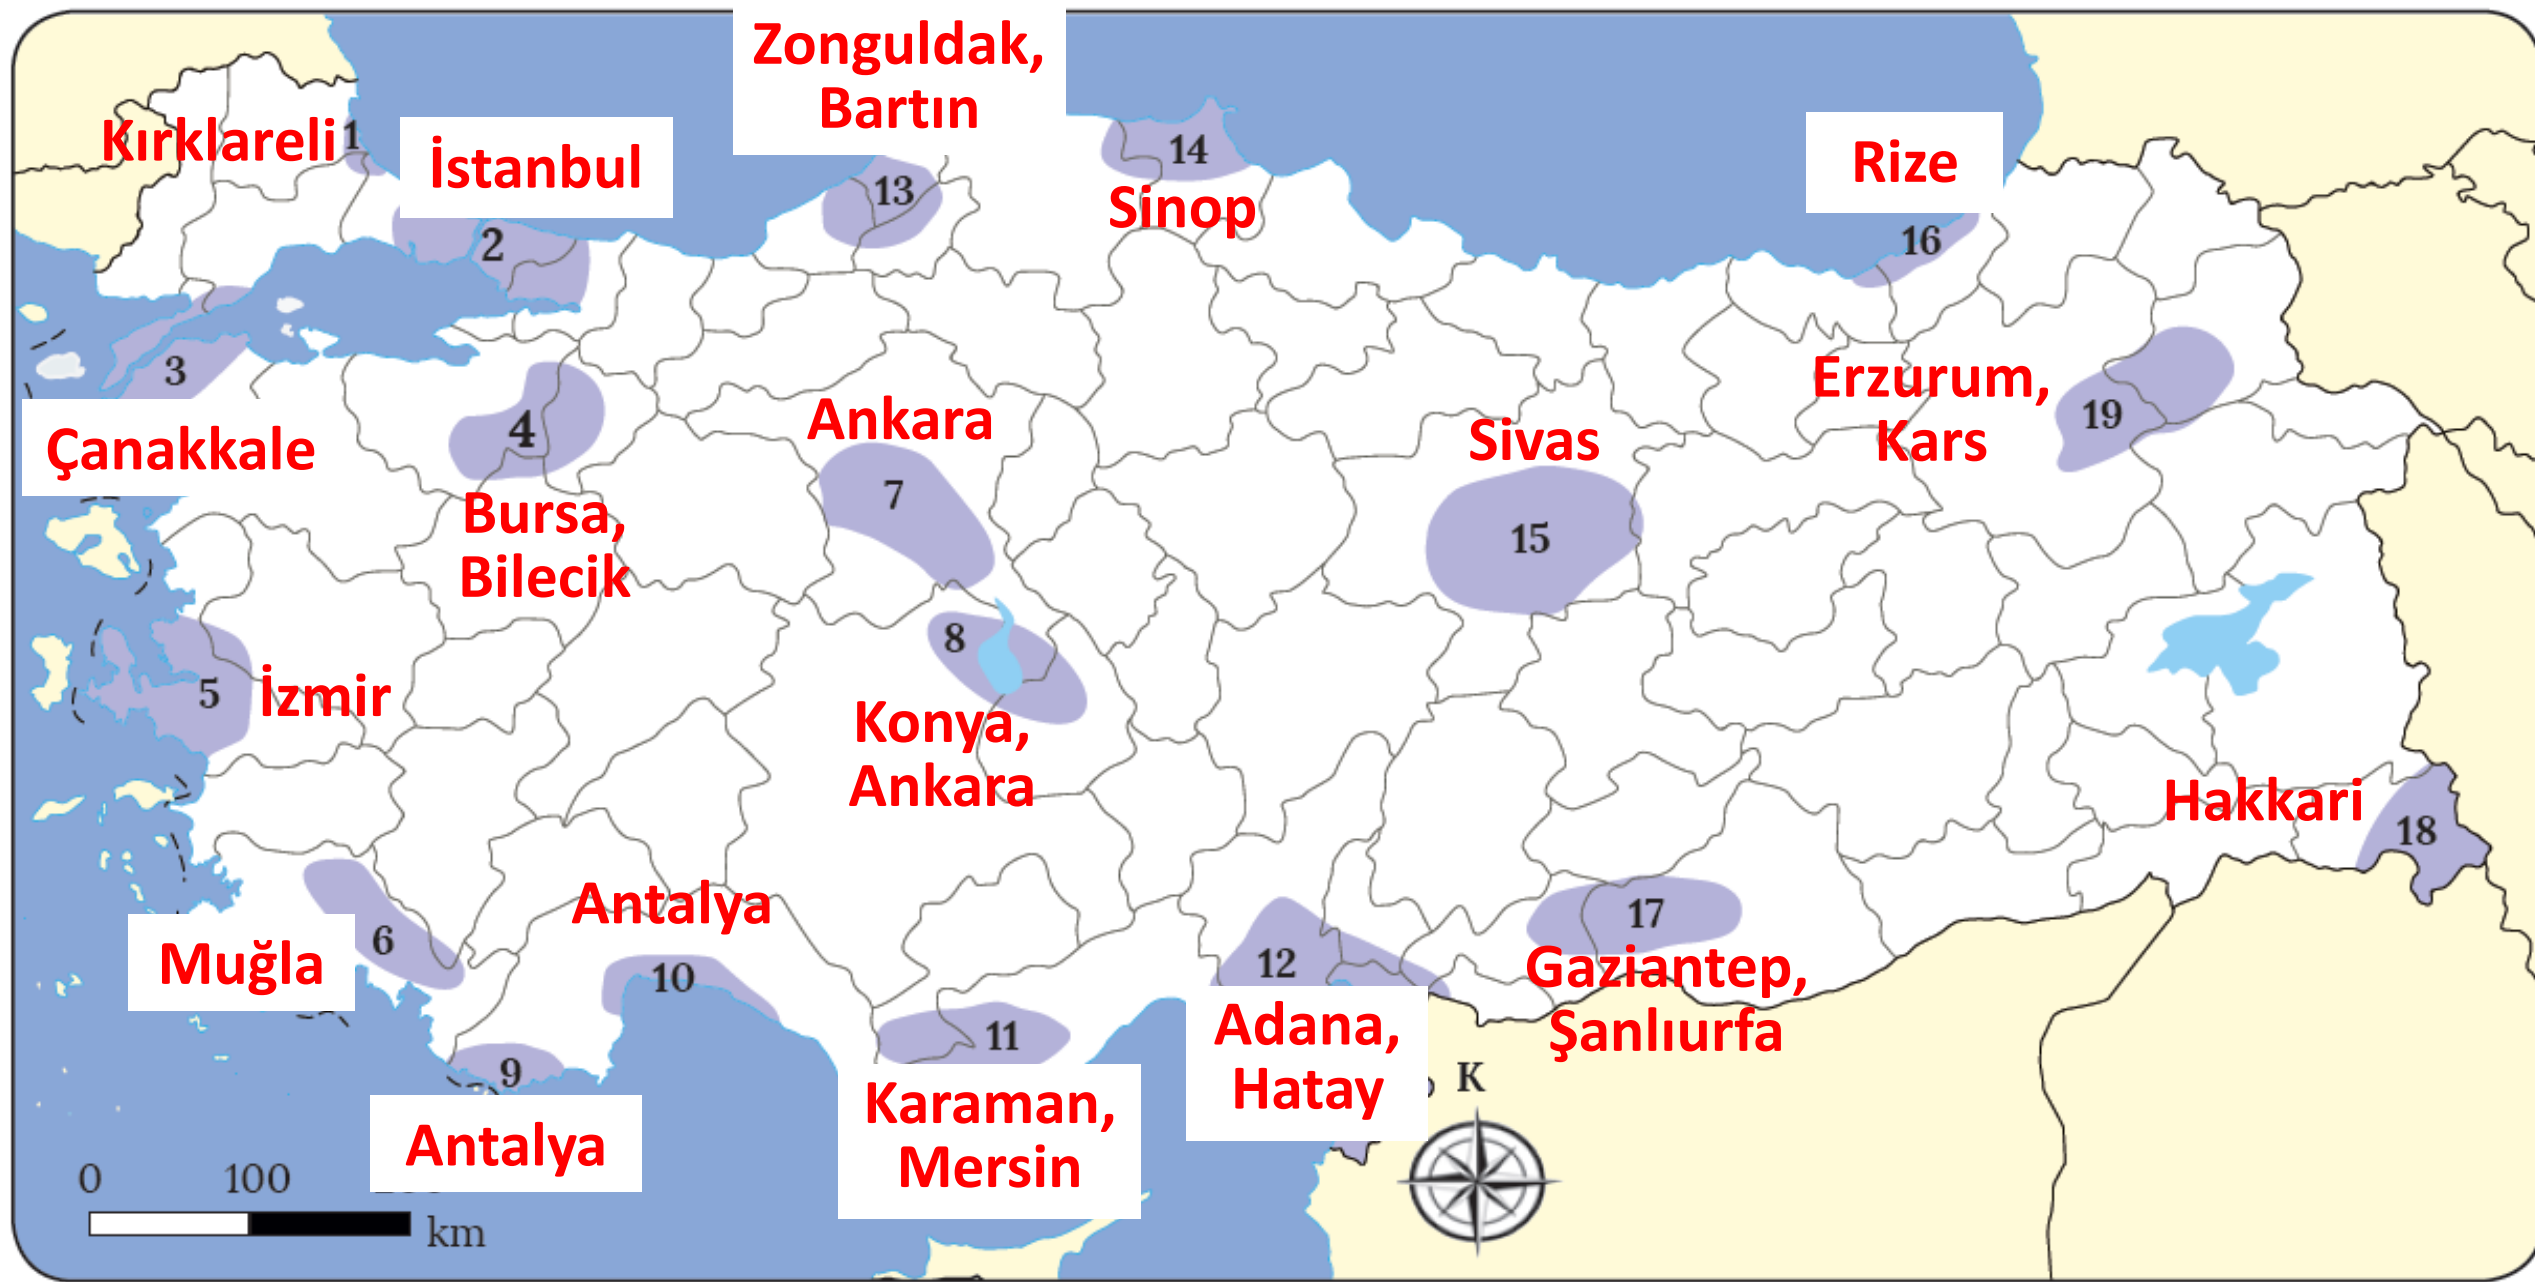 Zonguldak,
Bartın
Kırklareli
1
İstanbul
14
Rize
13
Sinop
2
16
3
Erzurum,
Kars
19
Ankara
Sivas
Çanakkale
4
7
Bursa,
Bilecik
15
8
5
İzmir
Konya,
Ankara
Hakkari
18
Antalya
17
6
Muğla
12
Gaziantep,
Şanlıurfa
10
Adana,
Hatay
11
9
K
Karaman,
Mersin
Antalya
0
100
km